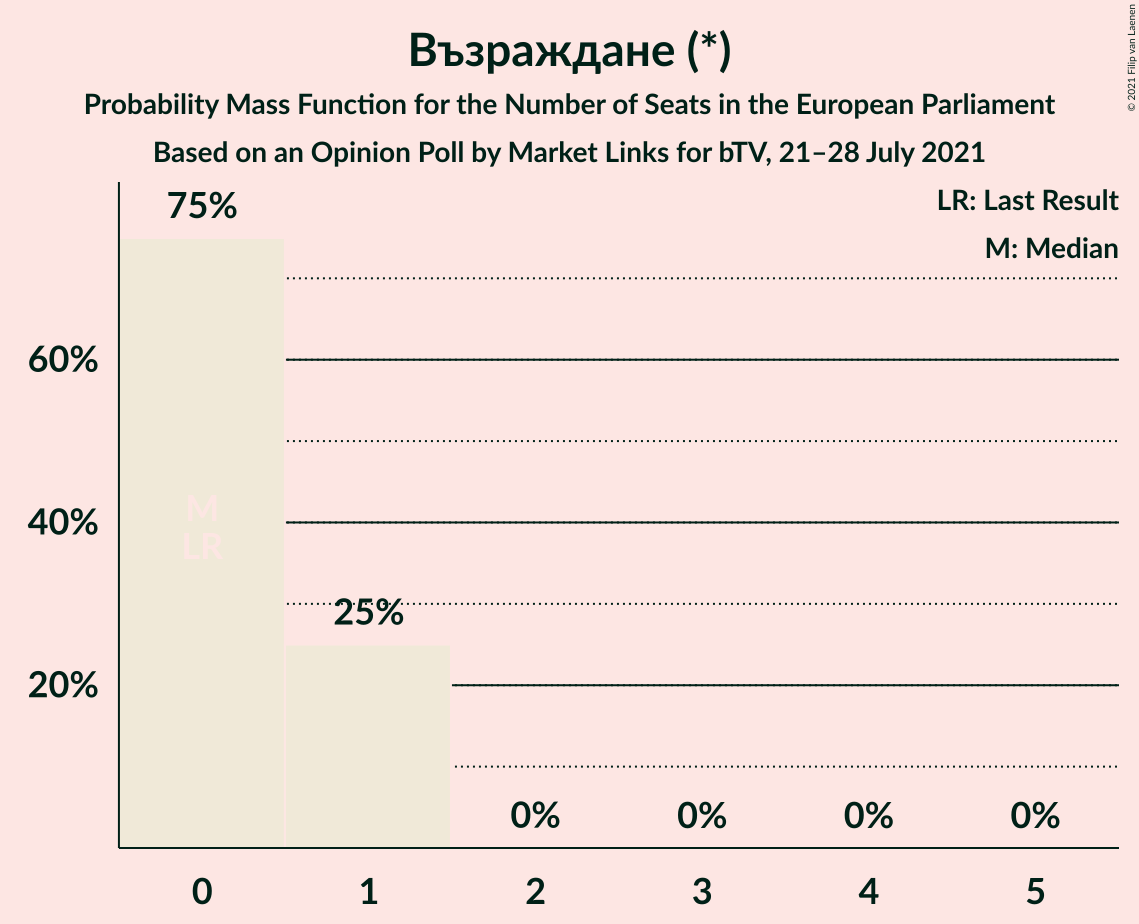 Възраждане (*)
Probability Mass Function for the Number of Seats in the European Parliament
Based on an Opinion Poll by Market Links for bTV, 21–28 July 2021
© 2021 Filip van Laenen
LR: Last Result
M: Median
75%
60%
M
40%
LR
25%
20%
0% 0% 0% 0%
0 1 2 3 4 5